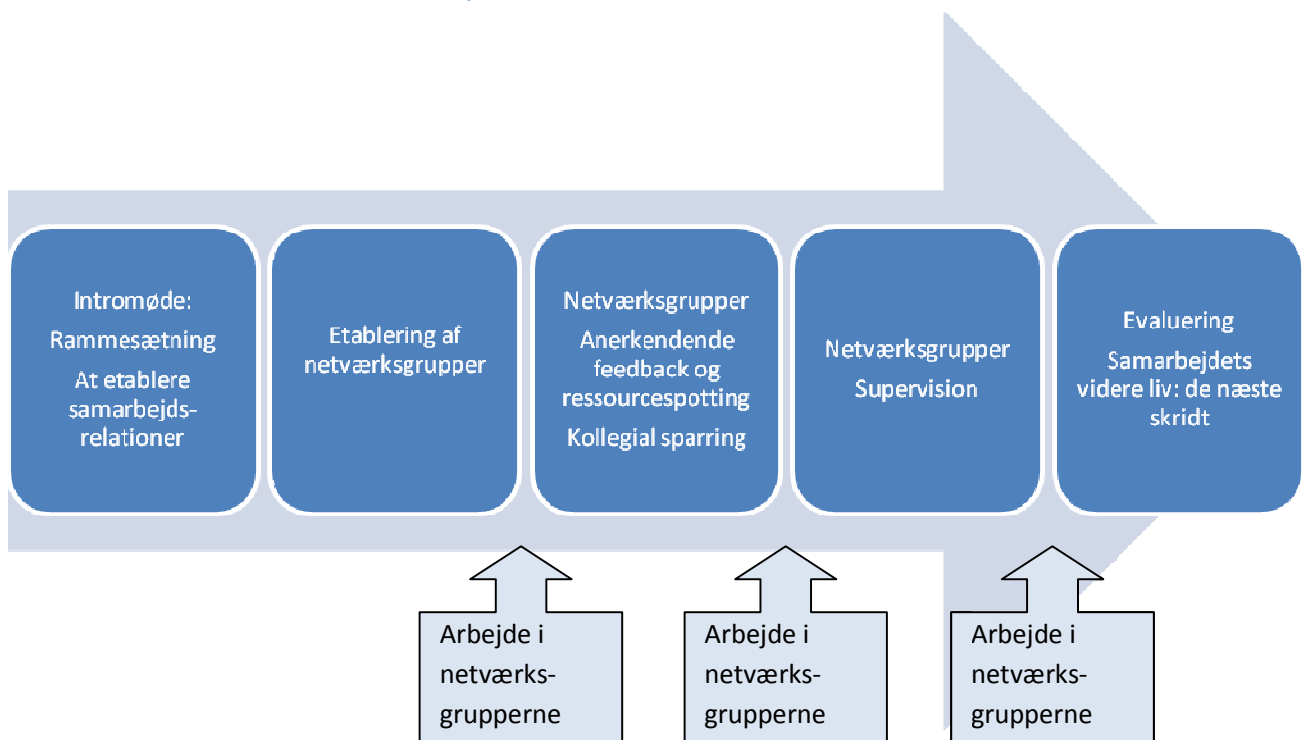 Intromøde:
Rammesætning
At etablere
samarbejds-
relationer
Etablering af
netværksgrupper
Netværksgrupper
Anerkendende
feedback og
ressourcespotting
Kollegial sparring
Netværksgrupper
Supervision
Evaluering
Samarbejdets
videre liv: de næste
skridt
Arbejde i
netværks-
grupperne
Arbejde i
netværks-
grupperne
Arbejde i
netværks-
grupperne